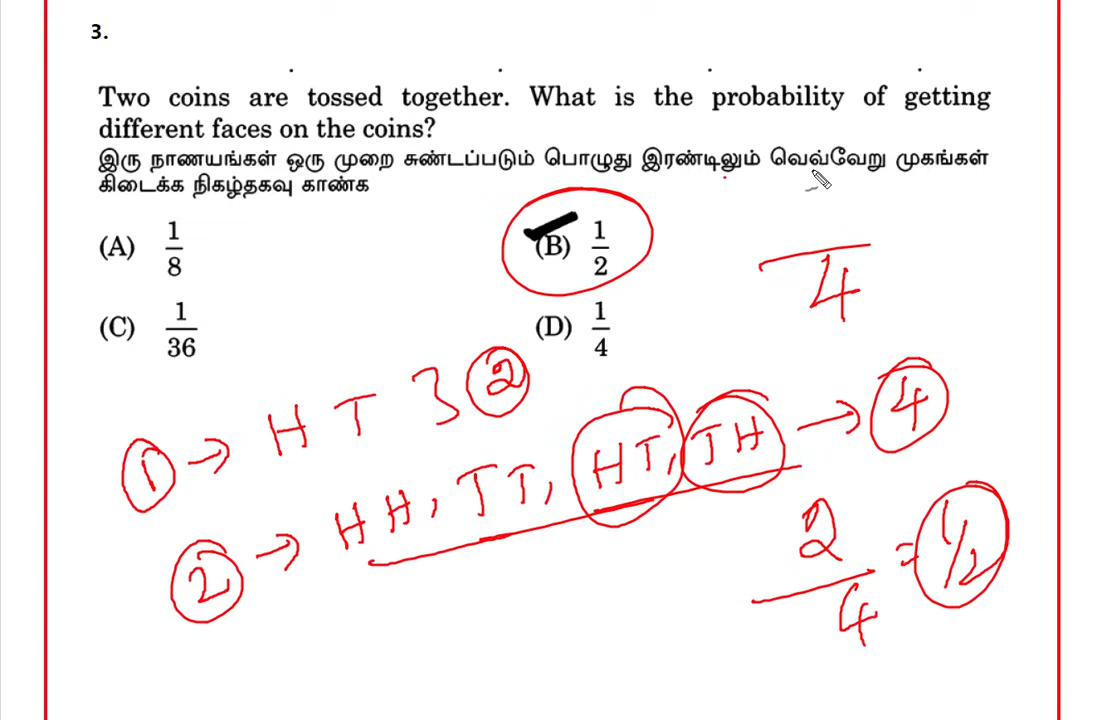 3.
Two coins are tossed together. What is the probability of getting
different faces on the coins?
இரு நாணயங்கள் ஒரு முறை சுண்டப்படும் பொழுது இரண்டிலும் வெவ்வேறு முகங்கள்
கிடைக்க நிகழ்தகவு காண்க
(A) 1/8
(B) 1/2
(C) 1/36
(D) 1/4
4
1 → H T } 2
2 → HH, TT, HT, TH → 4
2/4 = 1/2